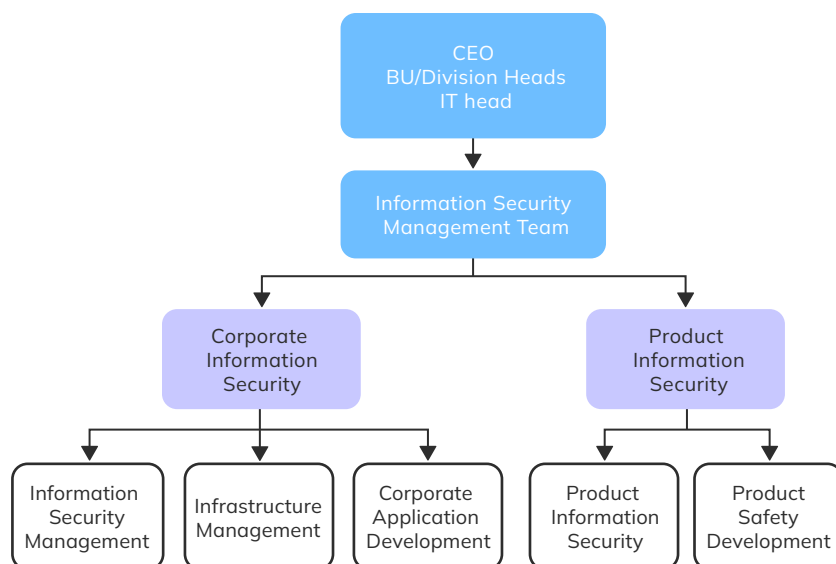 CEO
BU/Division Heads
IT head
Information Security
Management Team
Corporate
Information
Security
Product
Information
Security
Information
Security
Management
Infrastructure
Management
Corporate
Application
Development
Product
Information
Security
Product
Safety
Development